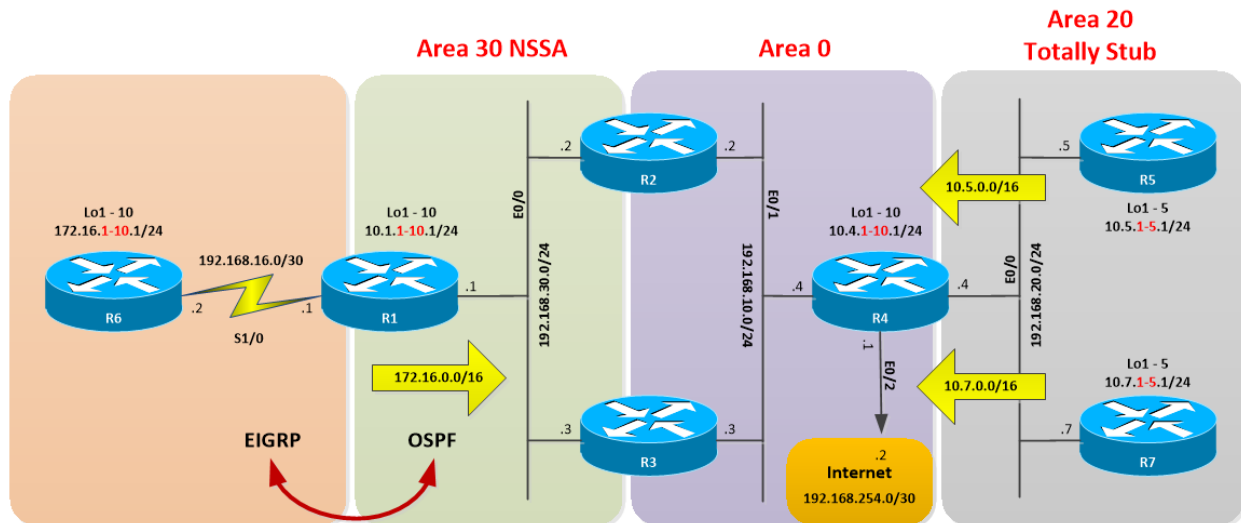 Area 30 NSSA
Area 0
Area 20
Totally Stub
Lo1 - 10
172.16.1-10.1/24
R6
.2
192.168.16.0/30
S1/0
.1
Lo1 - 10
10.1.1-10.1/24
R1
.1
172.16.0.0/16
EIGRP
OSPF
E0/0
192.168.30.0/24
.2
R2
.2
.3
R3
.3
E0/1
192.168.10.0/24
Lo1 - 10
10.4.1-10.1/24
.4
R4
.4
.1
E0/2
.2
Internet
192.168.254.0/30
10.5.0.0/16
10.7.0.0/16
E0/0
192.168.20.0/24
.5
R5
Lo1 - 5
10.5.1-5.1/24
Lo1 - 5
10.7.1-5.1/24
.7
R7